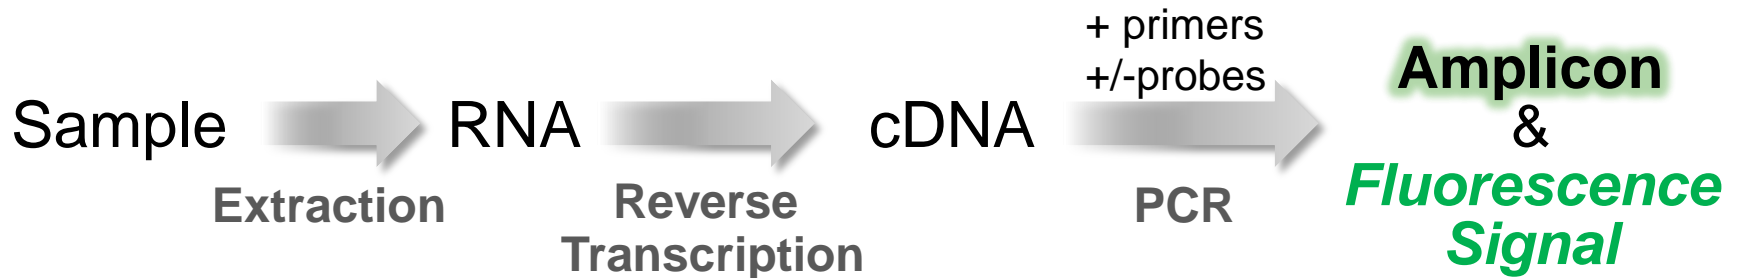 Sample
Extraction
RNA
Reverse
Transcription
cDNA
+ primers
+/-probes
PCR
Amplicon
&
Fluorescence
Signal